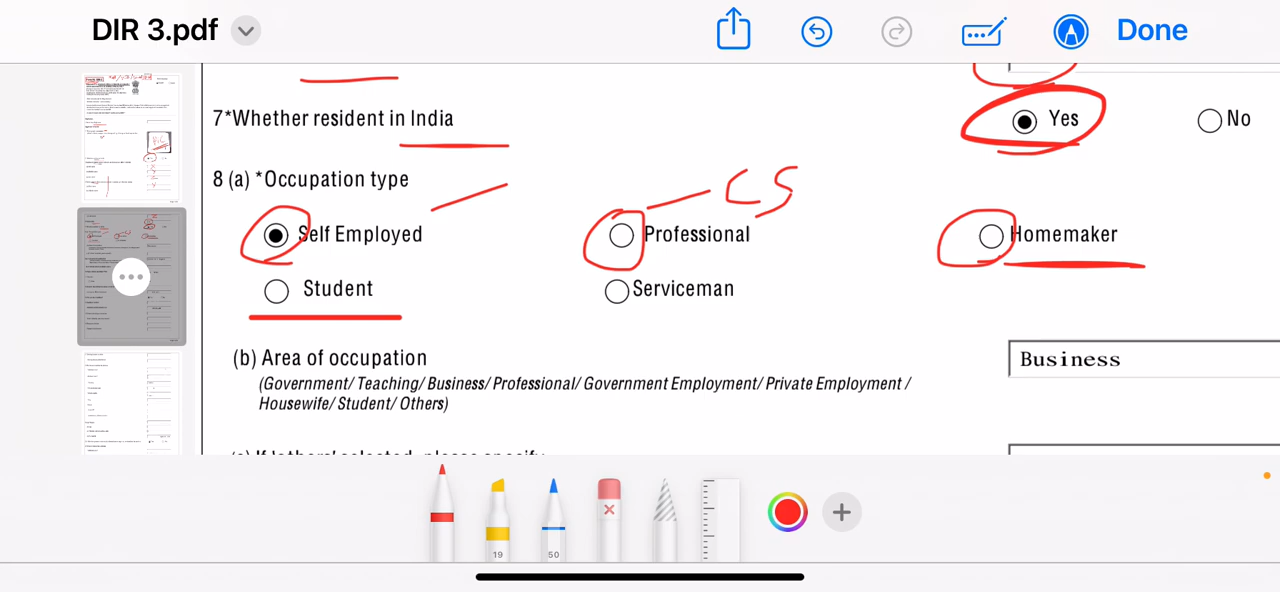 DIR 3.pdf
Done
7*Whether resident in India
Yes
No
8 (a) *Occupation type
CS
Self Employed
Professional
Homemaker
Student
Serviceman
(b) Area of occupation
Business
(Government/ Teaching/ Business/ Professional/ Government Employment/ Private Employment /
Housewife/ Student/ Others)
19
50